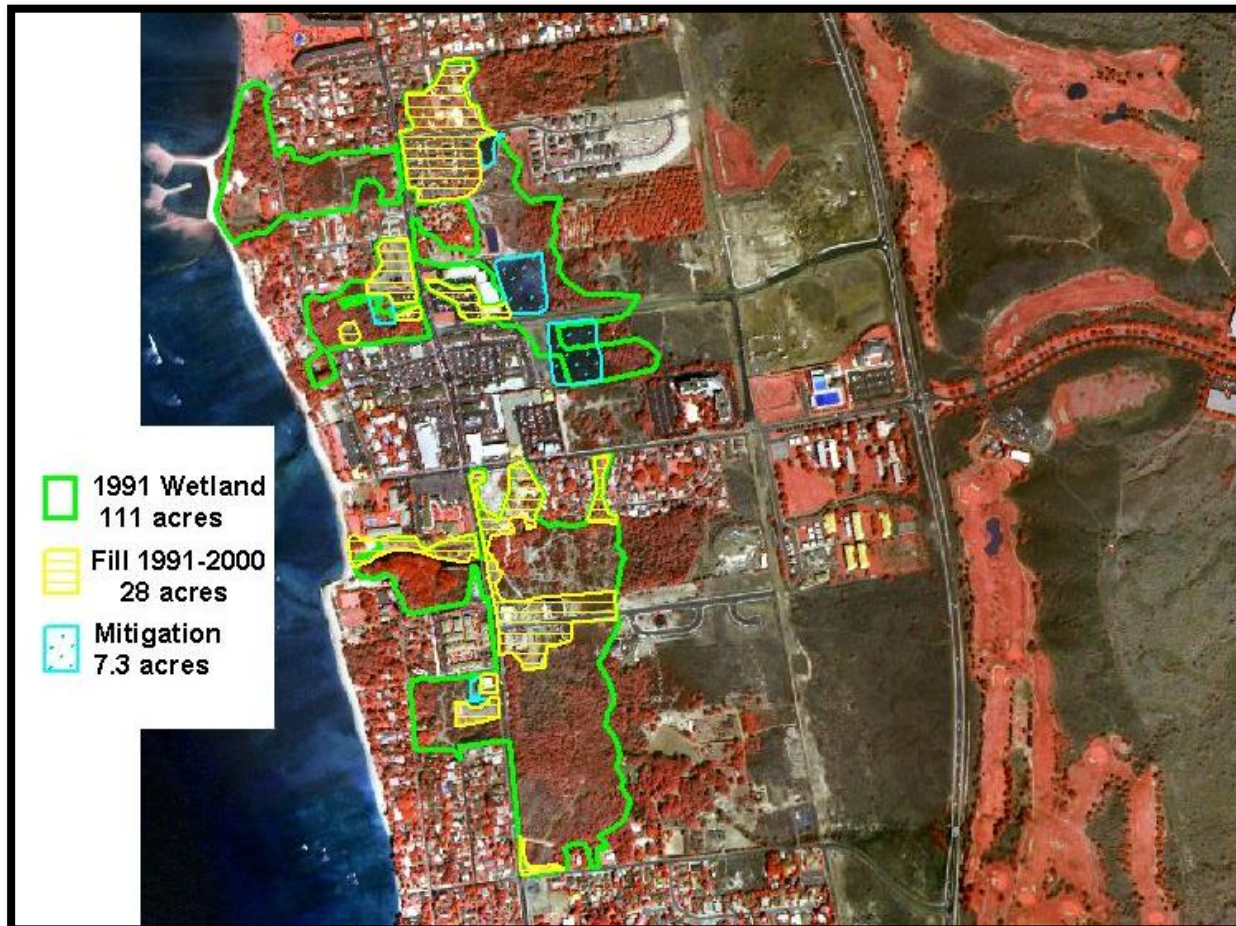 1991 Wetland
111 acres
Fill 1991-2000
28 acres
Mitigation
7.3 acres